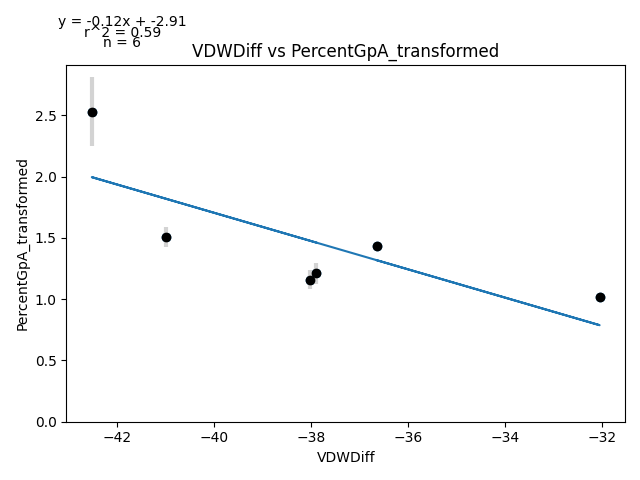 y = -0.12x + -2.91
r^2 = 0.59
n = 6
VDWDiff vs PercentGpA_transformed
PercentGpA_transformed
2.5
2.0
1.5
1.0
0.5
0.0
−42
−40
−38
−36
−34
−32
VDWDiff